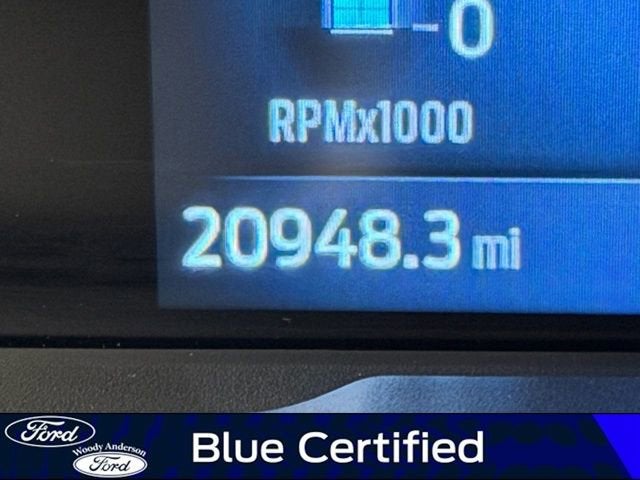 0
RPMx1000
20948.3 mi
Ford
Woody Anderson
Ford
Blue Certified